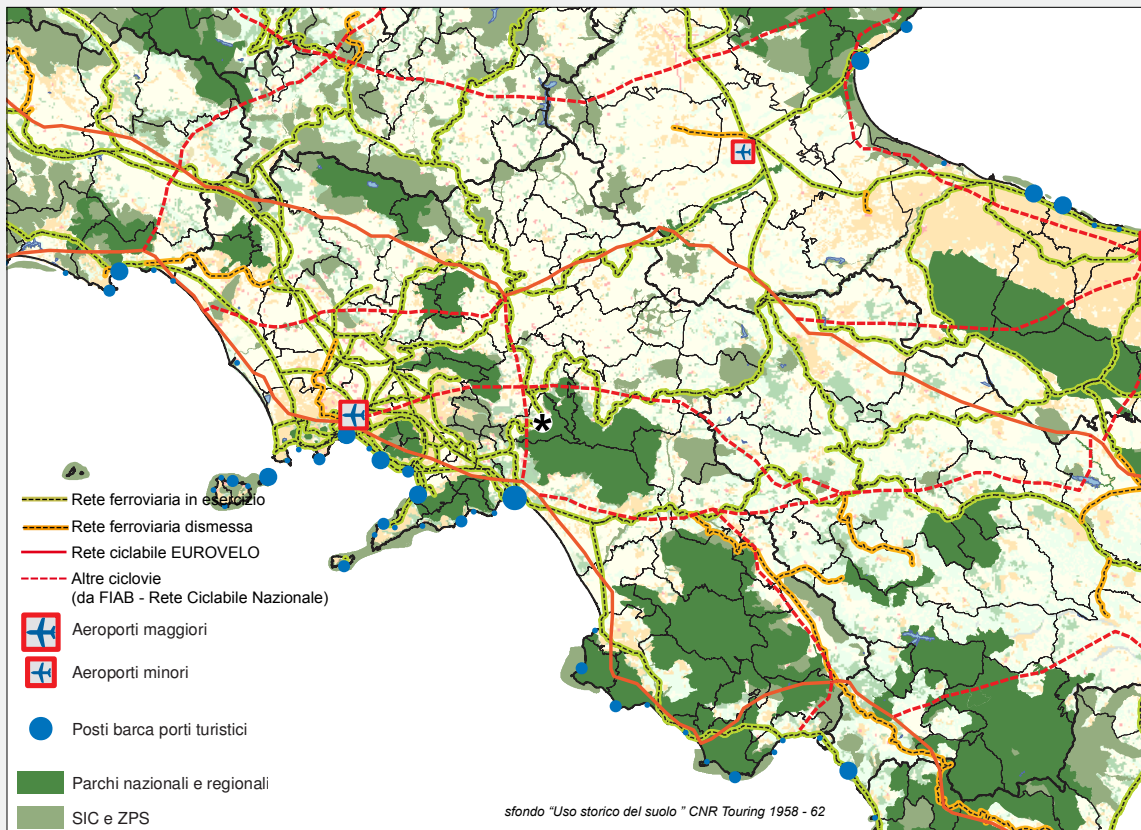 Rete ferroviaria in esercizio
Rete ferroviaria dismessa
Rete ciclabile EUROVELO
Altre ciclovie
(da FIAB - Rete Ciclabile Nazionale)
Aeroporti maggiori
Aeroporti minori
Posti barca porti turistici
Parchi nazionali e regionali
SIC e ZPS
sfondo "Uso storico del suolo " CNR Touring 1958 - 62
*